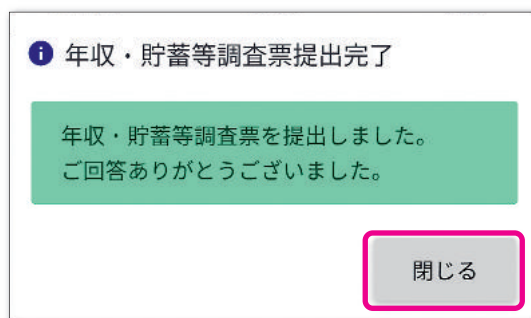 年収・貯蓄等調査票提出完了
年収・貯蓄等調査票を提出しました。
ご回答ありがとうございました。
閉じる